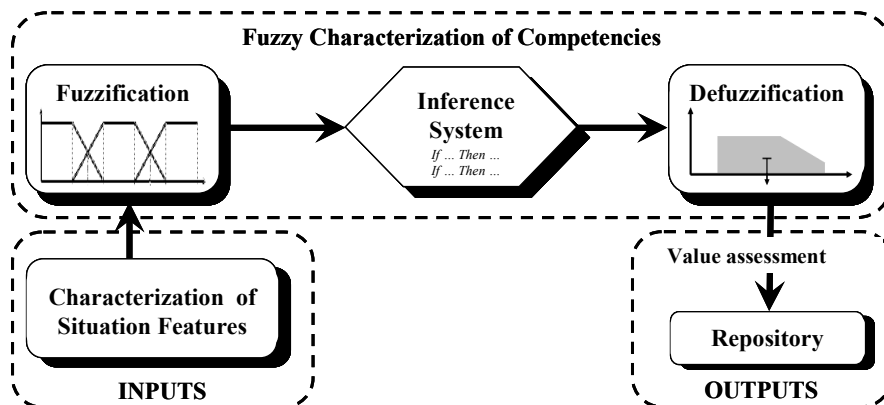 Fuzzy Characterization of Competencies
Fuzzification
Inference
System
If ... Then ...
If ... Then ...
Defuzzification
Characterization of
Situation Features
INPUTS
Value assessment
Repository
OUTPUTS